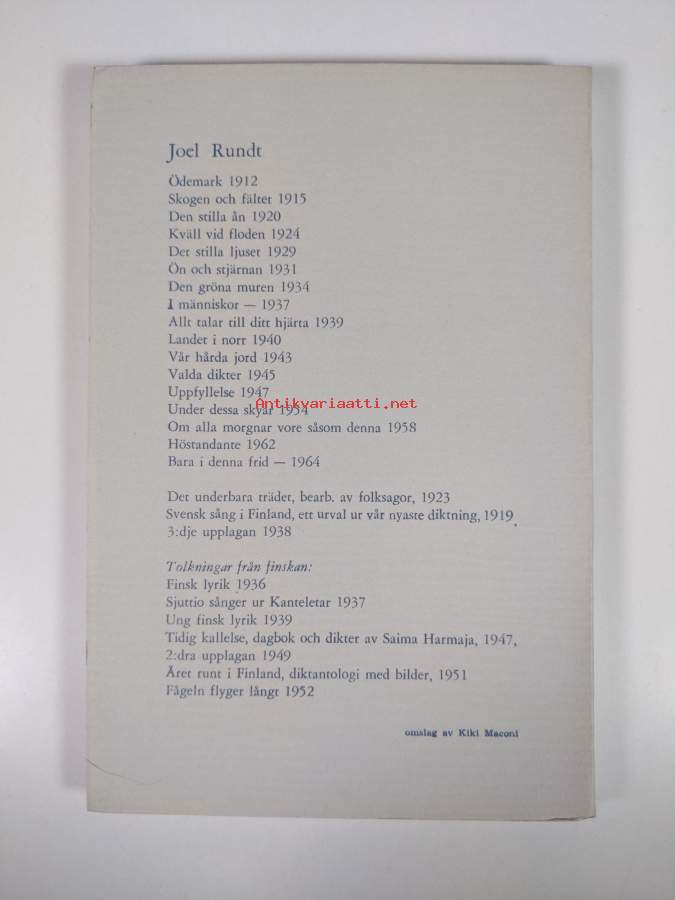 Joel Rundt
Ödemark 1912
Skogen och fältet 1915
Den stilla ån 1920
Kväll vid floden 1924
Det stilla ljuset 1929
Ön och stjärnan 1931
Den gröna muren 1934
I människor — 1937
Allt talar till ditt hjärta 1939
Landet i norr 1940
Vår hårda jord 1943
Valda dikter 1945
Uppfyllelse 1947
Antikvariaatti.net
Under dessa skyar 1954
Om alla morgnar vore såsom denna 1958
Höstandante 1962
Bara i denna frid — 1964
Det underbara trädet, bearb. av folksagor, 1923
Svensk sång i Finland, ett urval ur vår nyaste diktning, 1919,
3:dje upplagan 1938
Tolkningar från finskan:
Finsk lyrik 1936
Sjuttio sånger ur Kanteletar 1937
Ung finsk lyrik 1939
Tidig kallelse, dagbok och dikter av Saima Harmaja, 1947,
2:dra upplagan 1949
Året runt i Finland, diktantologi med bilder, 1951
Fågeln flyger långt 1952
omslag av Kiki Maconi